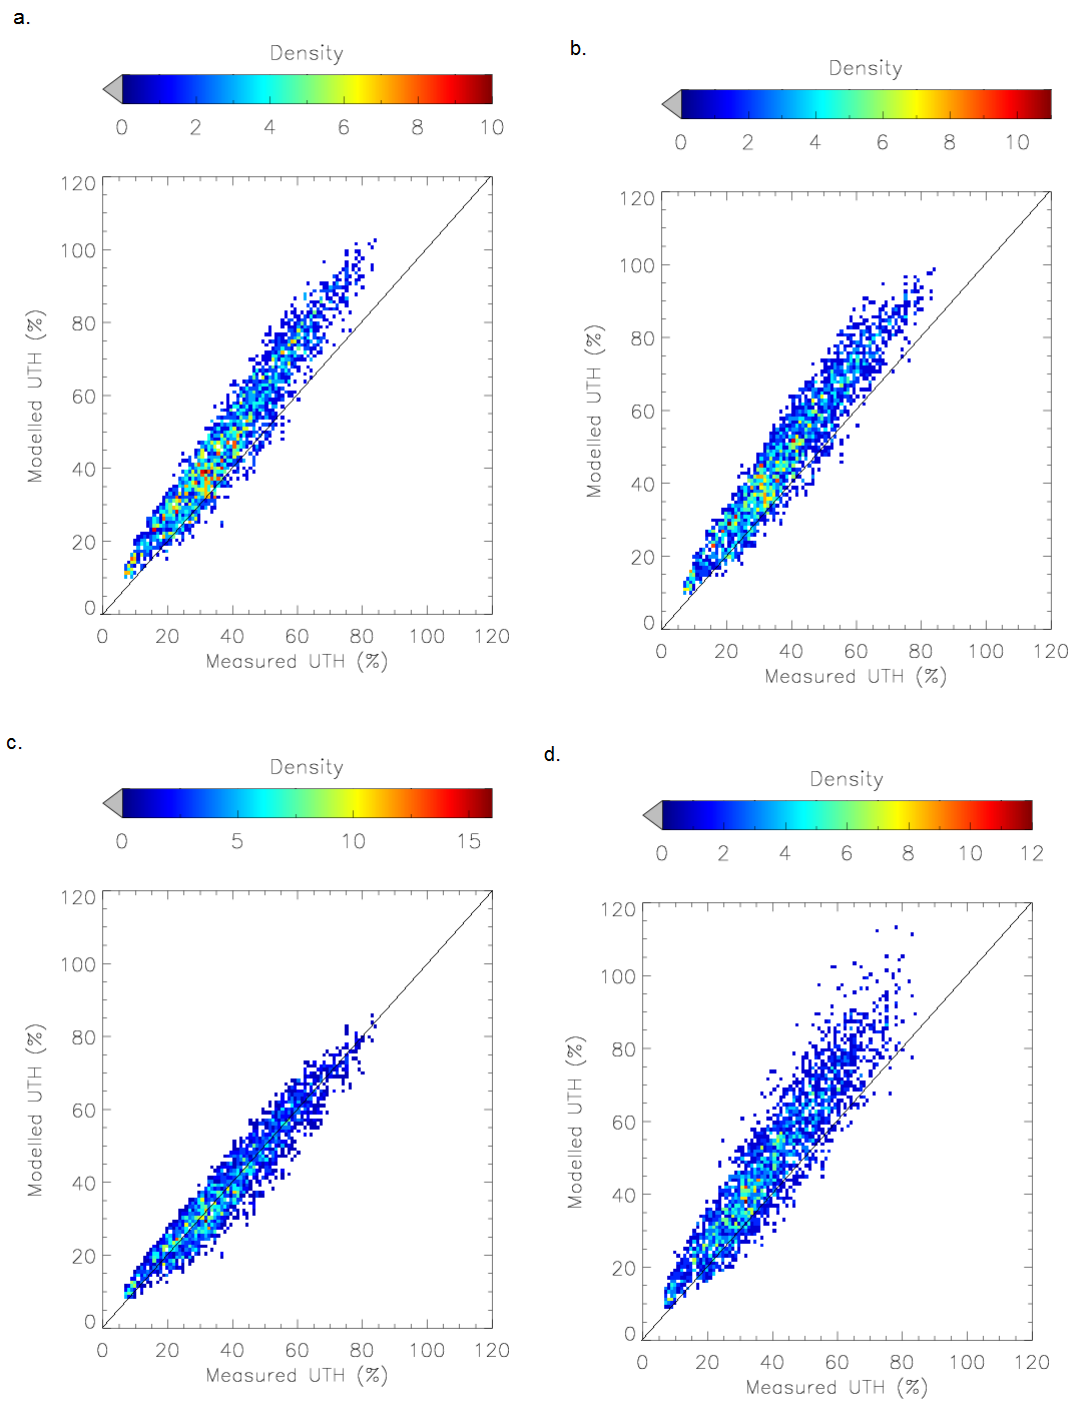 a.
Density
0 2 4 6 8 10
120
100
80
60
40
20
0
Modelled UTH (%)
0 20 40 60 80 100 120
Measured UTH (%)
b.
Density
0 2 4 6 8 10
120
100
80
60
40
20
0
Modelled UTH (%)
0 20 40 60 80 100 120
Measured UTH (%)
c.
Density
0 5 10 15
120
100
80
60
40
20
0
Modelled UTH (%)
0 20 40 60 80 100 120
Measured UTH (%)
d.
Density
0 2 4 6 8 10 12
120
100
80
60
40
20
0
Modelled UTH (%)
0 20 40 60 80 100 120
Measured UTH (%)